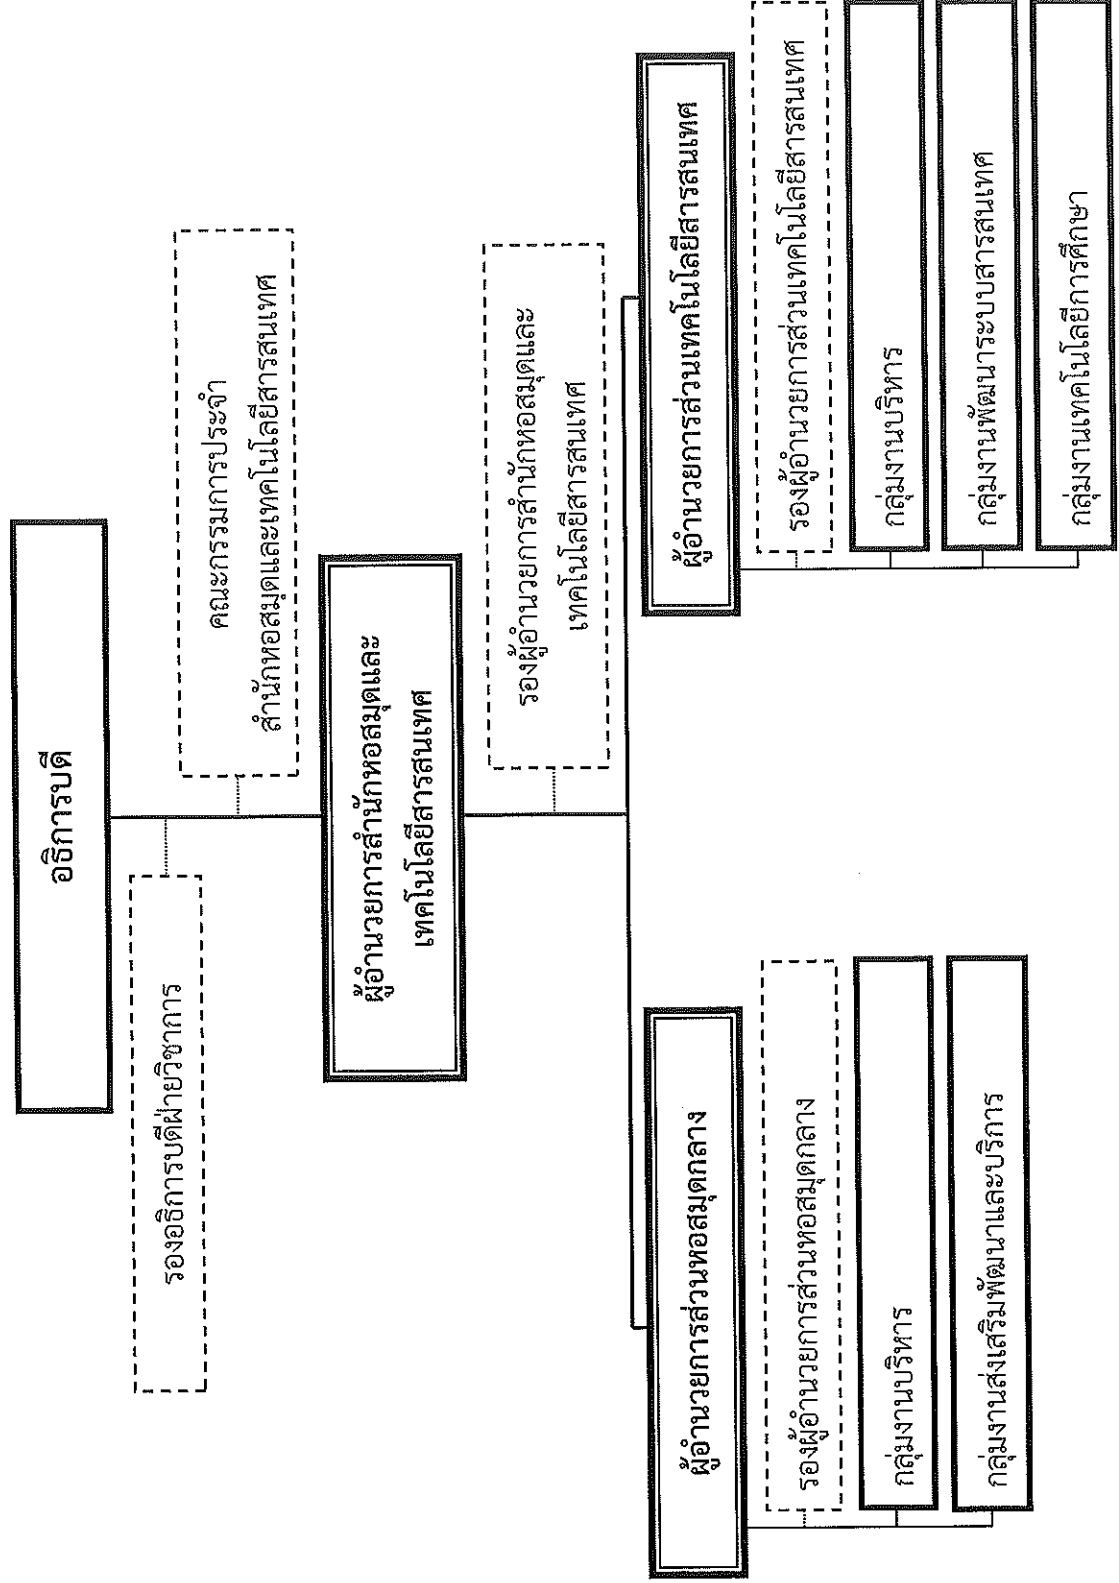 อธิการบดี
รองอธิการบดีฝ่ายวิชาการ
คณะกรรมการประจำ
สำนักหอสมุดและเทคโนโลยีสารสนเทศ
ผู้อำนวยการสำนักหอสมุดและ
เทคโนโลยีสารสนเทศ
รองผู้อำนวยการสำนักหอสมุดและ
เทคโนโลยีสารสนเทศ
ผู้อำนวยการส่วนหอสมุดกลาง
รองผู้อำนวยการส่วนหอสมุดกลาง
กลุ่มงานบริหาร
กลุ่มงานส่งเสริมพัฒนาและบริการ
ผู้อำนวยการส่วนเทคโนโลยีสารสนเทศ
รองผู้อำนวยการส่วนเทคโนโลยีสารสนเทศ
กลุ่มงานบริหาร
กลุ่มงานพัฒนาระบบสารสนเทศ
กลุ่มงานเทคโนโลยีการศึกษา